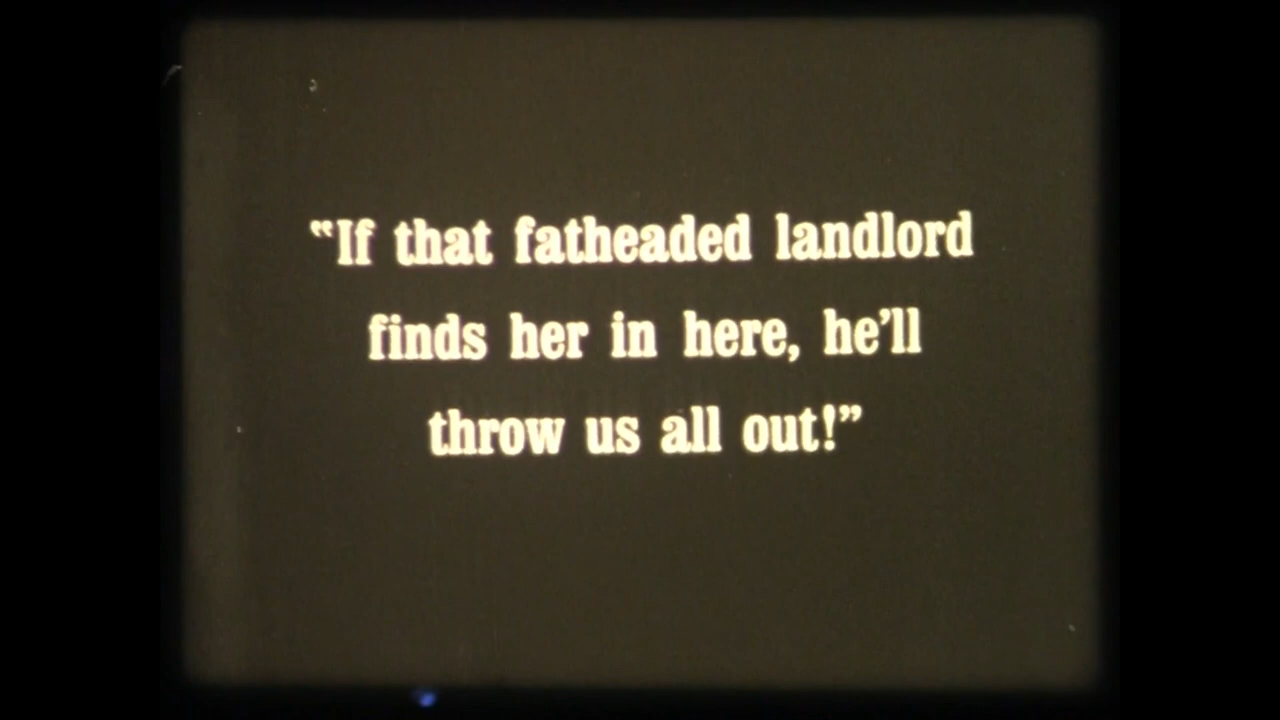 “If that fatheaded landlord
finds her in here, he’ll
throw us all out!”